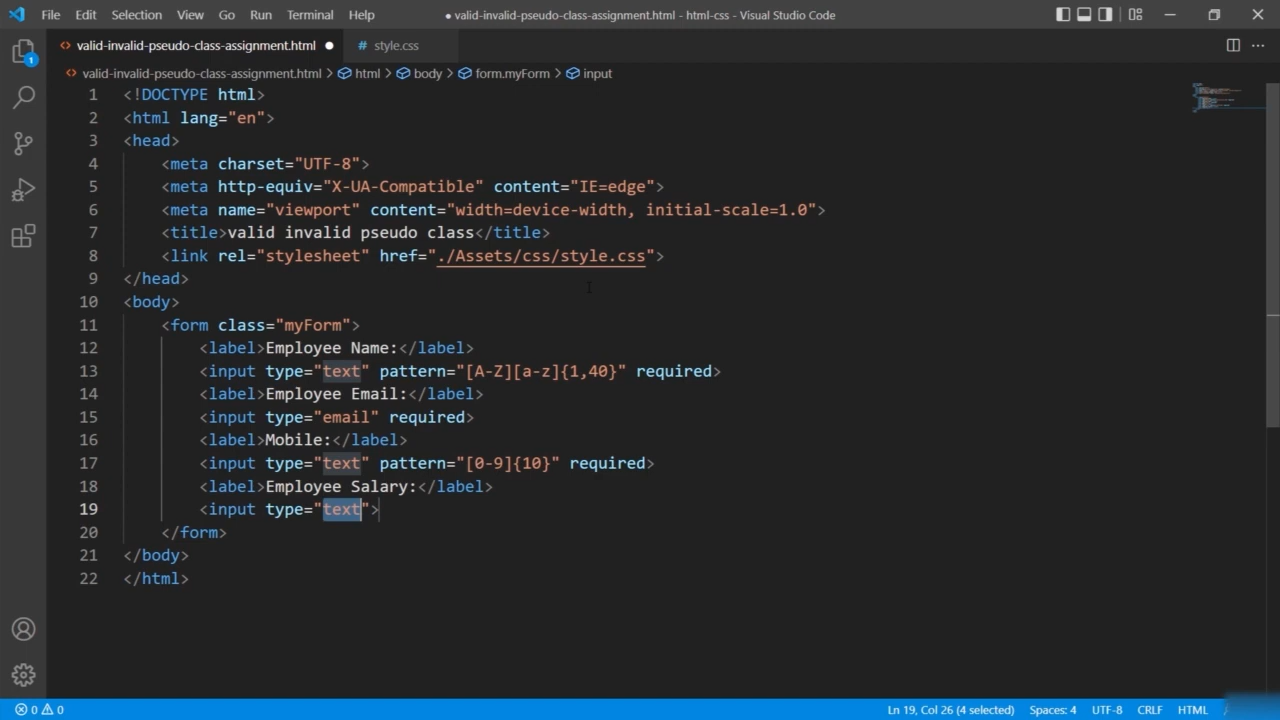 File Edit Selection View Go Run Terminal Help ● valid-invalid-pseudo-class-assignment.html - html-css - Visual Studio Code
<> valid-invalid-pseudo-class-assignment.html ● # style.css
1
<> valid-invalid-pseudo-class-assignment.html > html > body > form.myForm > input
1 <!DOCTYPE html>
2 <html lang="en">
3 <head>
4     <meta charset="UTF-8">
5     <meta http-equiv="X-UA-Compatible" content="IE=edge">
6     <meta name="viewport" content="width=device-width, initial-scale=1.0">
7     <title>valid invalid pseudo class</title>
8     <link rel="stylesheet" href="./Assets/css/style.css">
9 </head>
10 <body>
11     <form class="myForm">
12         <label>Employee Name:</label>
13         <input type="text" pattern="[A-Z][a-z]{1,40}" required>
14         <label>Employee Email:</label>
15         <input type="email" required>
16         <label>Mobile:</label>
17         <input type="text" pattern="[0-9]{10}" required>
18         <label>Employee Salary:</label>
19         <input type="text">
20     </form>
21 </body>
22 </html>
0 0 Ln 19, Col 26 (4 selected) Spaces: 4 UTF-8 CRLF HTML